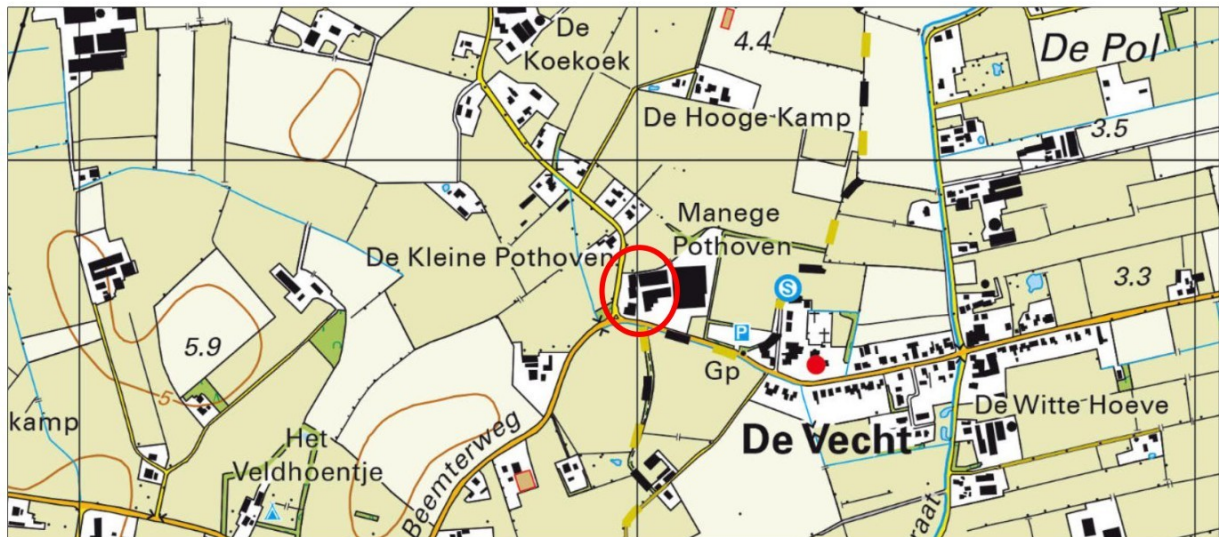 De
Koekoek
4.4
De Pol
De Hooge Kamp
3.5
Manege
Pothoven
De Kleine Pothoven
S
3.3
5.9
P
5
Gp
kamp
De Witte Hoeve
Het
Veldhoentje
De Vecht
Beemterweg
raat